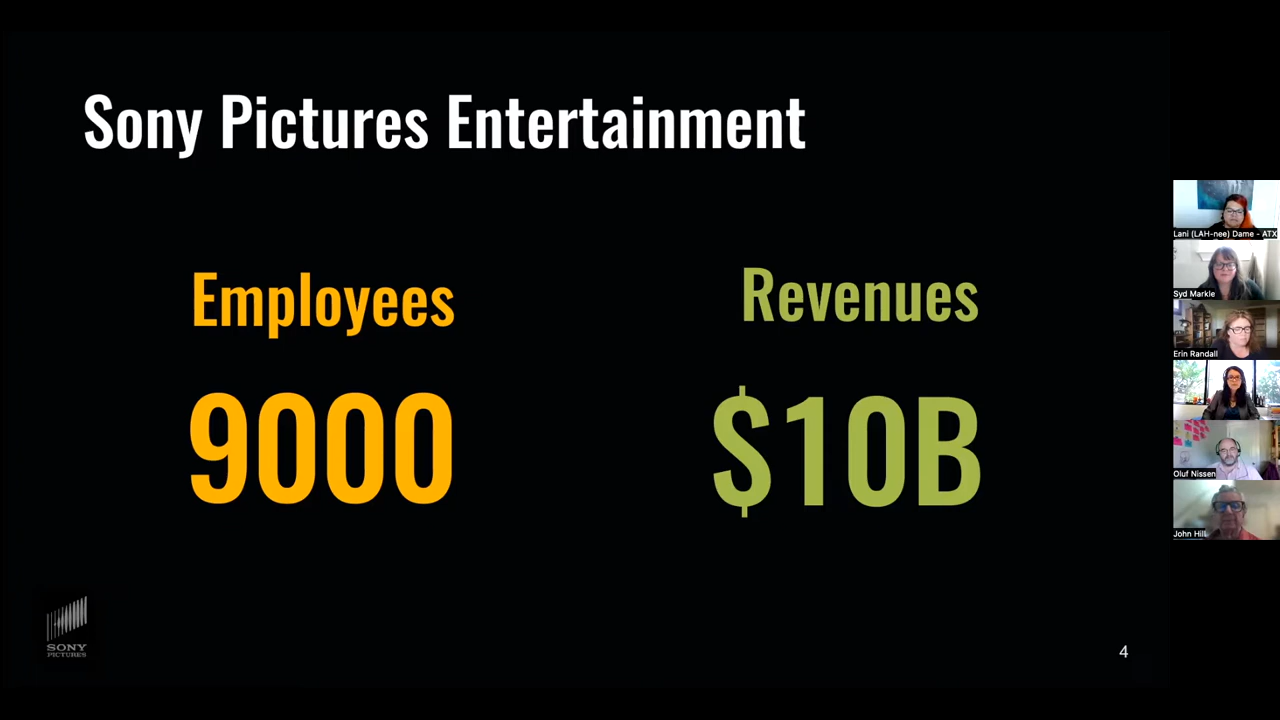 Sony Pictures Entertainment
Employees
Revenues
9000
$10B
SONY
PICTURES
4
Lani (LAH-nee) Dame - ATX
Syd Markle
Erin Randall
Oluf Nissen
John Hill